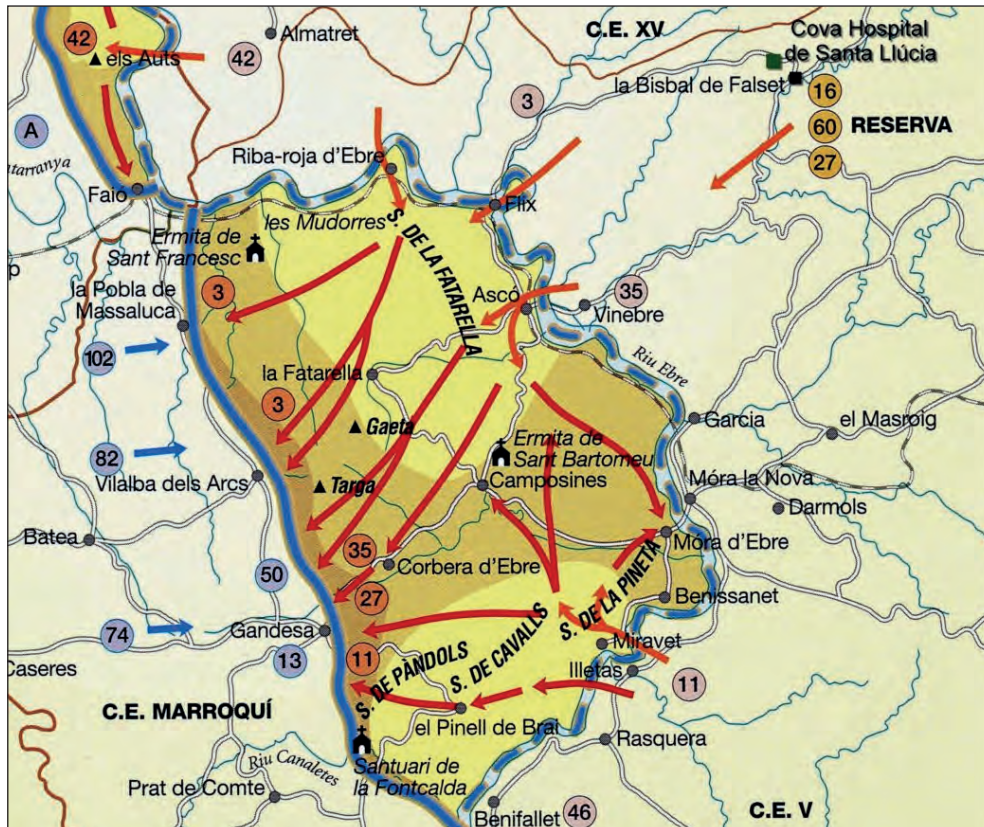 C.E. XV
Cova Hospital
de Santa Llúcia
42
els Auts
42
Almatret
la Bisbal de Falset
16
3
A
60 RESERVA
27
Riba-roja d'Ebre
Faió
Flix
les Mudorres
Ermita de
Sant Francesc
S. DE LA FATARELLA
la Pobla de
Massaluca
3
Ascó
35
Vinebre
102
Riu Ebre
la Fatarella
3
Garcia
el Masroig
Gaeta
Ermita de
Sant Bartomeu
82
Vilalba dels Arcs
Targa
Camposines
Móra la Nova
Darmols
Batea
Móra d'Ebre
35
Corbera d'Ebre
50
27
Benissanet
74
Gandesa
S. DE LA PINETA
Miravet
Caseres
13
11
S. DE PÀNDOLS
S. DE CAVALLS
Illetas
11
C.E. MARROQUÍ
el Pinell de Brai
Rasquera
Riu Canaletes
Santuari de
la Fontcalda
Prat de Comte
Benifallet
46
C.E. V